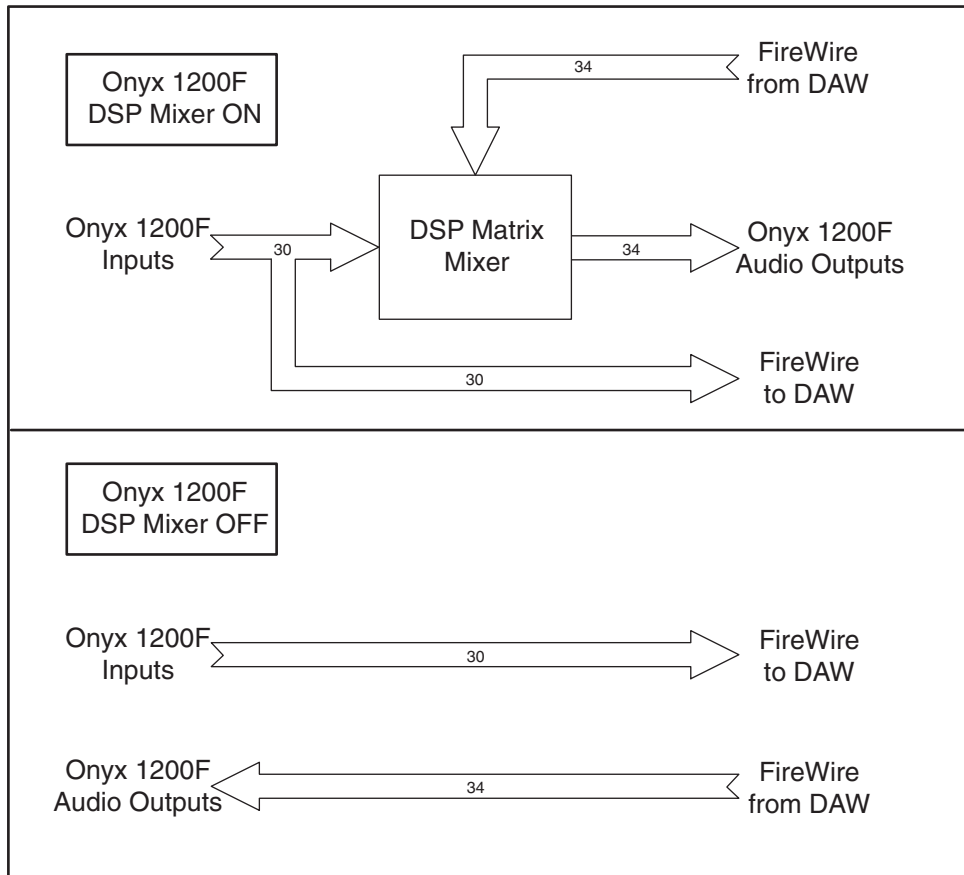 Onyx 1200F
DSP Mixer ON
34
FireWire
from DAW
Onyx 1200F
Inputs
30
DSP Matrix
Mixer
34
Onyx 1200F
Audio Outputs
30
FireWire
to DAW
Onyx 1200F
DSP Mixer OFF
Onyx 1200F
Inputs
30
FireWire
to DAW
Onyx 1200F
Audio Outputs
34
FireWire
from DAW